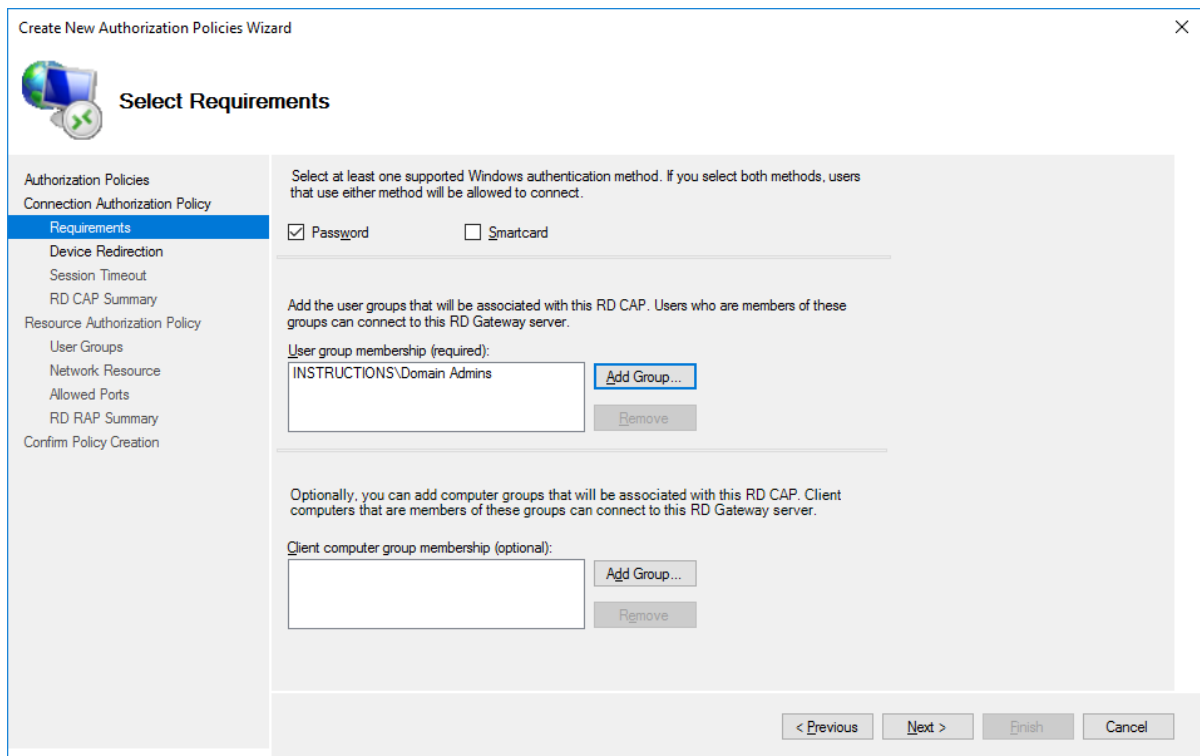 Create New Authorization Policies Wizard
Select Requirements
Authorization Policies
Connection Authorization Policy
Requirements
Device Redirection
Session Timeout
RD CAP Summary
Resource Authorization Policy
User Groups
Network Resource
Allowed Ports
RD RAP Summary
Confirm Policy Creation
Select at least one supported Windows authentication method. If you select both methods, users
that use either method will be allowed to connect.
Password Smartcard
Add the user groups that will be associated with this RD CAP. Users who are members of these
groups can connect to this RD Gateway server.
User group membership (required):
INSTRUCTIONS\Domain Admins
Add Group...
Remove
Optionally, you can add computer groups that will be associated with this RD CAP. Client
computers that are members of these groups can connect to this RD Gateway server.
Client computer group membership (optional):
Add Group...
Remove
< Previous Next > Finish Cancel